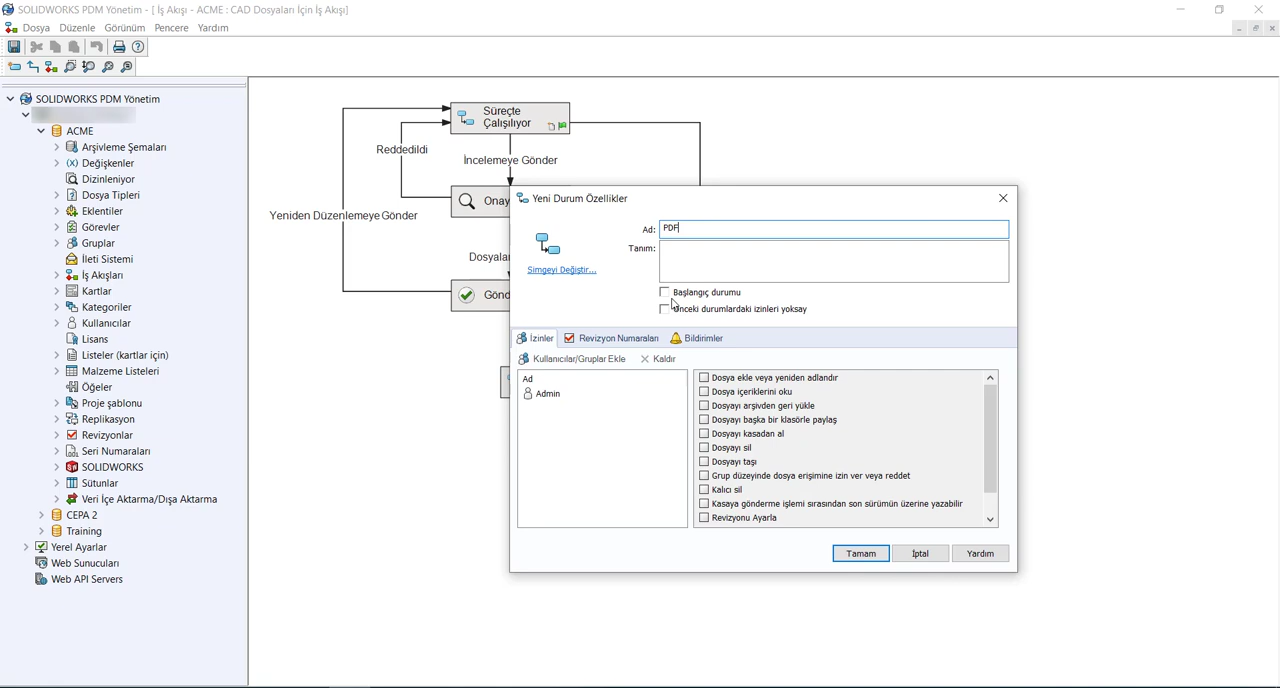 SOLIDWORKS PDM Yönetim - [ İş Akışı - ACME : CAD Dosyaları İçin İş Akışı]
Dosya Düzenle Görünüm Pencere Yardım
SOLIDWORKS PDM Yönetim
ACME
Arşivleme Şemaları
(x) Değişkenler
Dizinleniyor
Dosya Tipleri
Eklentiler
Görevler
Gruplar
İleti Sistemi
İş Akışları
Kartlar
Kategoriler
Kullanıcılar
Lisans
Listeler (kartlar için)
Malzeme Listeleri
Öğeler
Proje şablonu
Replikasyon
Revizyonlar
Seri Numaraları
SOLIDWORKS
Sütunlar
Veri İçe Aktarma/Dışa Aktarma
CEPA 2
Training
Yerel Ayarlar
Web Sunucuları
Web API Servers
Süreçte
Çalışılıyor
Reddedildi
İncelemeye Gönder
Onay
Yeniden Düzenlemeye Gönder
Dosyalar
Gönd
Yeni Durum Özellikler
Ad: PDF
Tanım:
Simgeyi Değiştir...
Başlangıç durumu
Önceki durumlardaki izinleri yoksay
İzinler Revizyon Numaraları Bildirimler
Kullanıcılar/Gruplar Ekle Kaldır
Ad
Admin
Dosya ekle veya yeniden adlandır
Dosya içeriklerini oku
Dosyayı arşivden geri yükle
Dosyayı başka bir klasörle paylaş
Dosyayı kasadan al
Dosyayı sil
Dosyayı taşı
Grup düzeyinde dosya erişimine izin ver veya reddet
Kalıcı sil
Kasaya gönderme işlemi sırasından son sürümün üzerine yazabilir
Revizyonu Ayarla
Tamam İptal Yardım